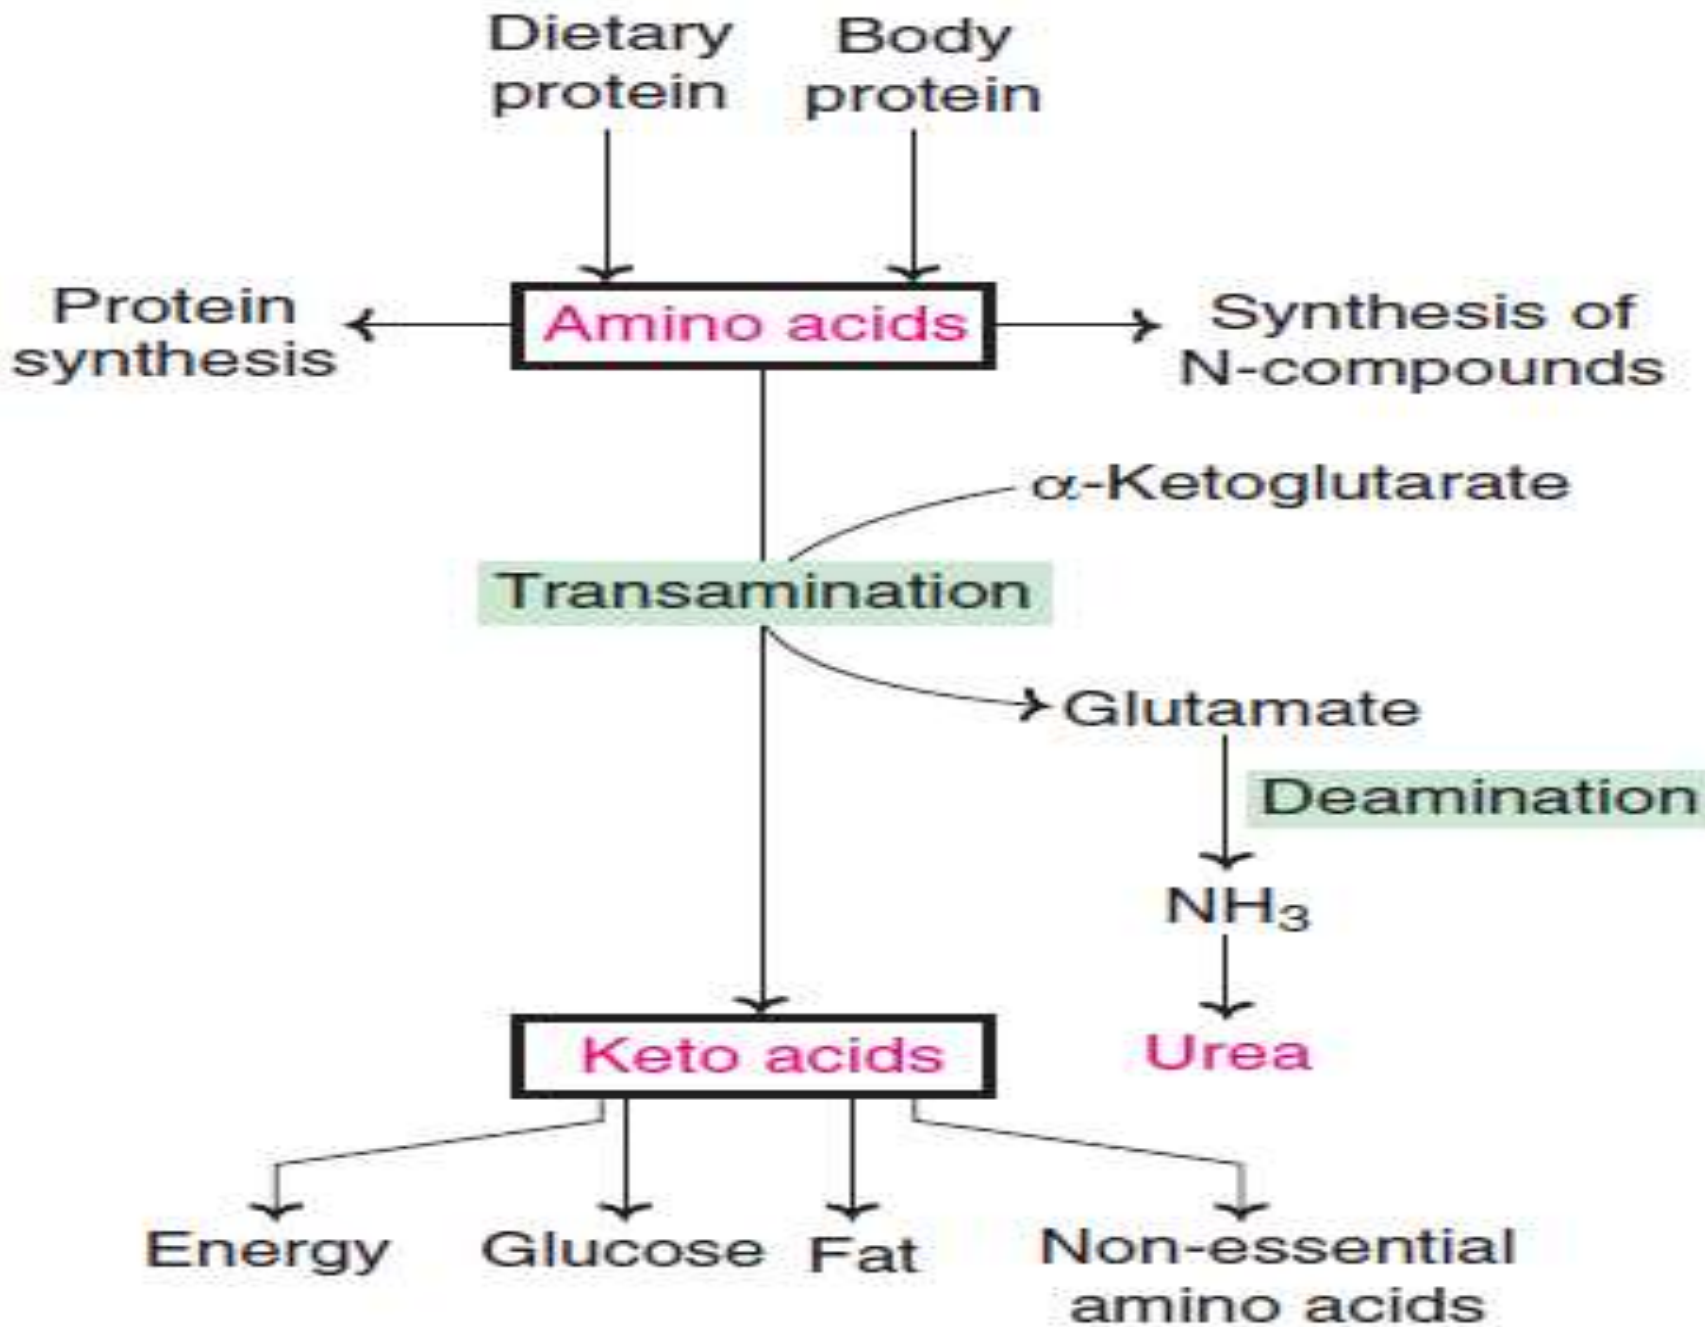 Dietary
protein
Body
protein
Protein
synthesis
Amino acids
Synthesis of
N-compounds
α-Ketoglutarate
Transamination
Glutamate
Deamination
NH₃
Keto acids
Urea
Energy
Glucose
Fat
Non-essential
amino acids